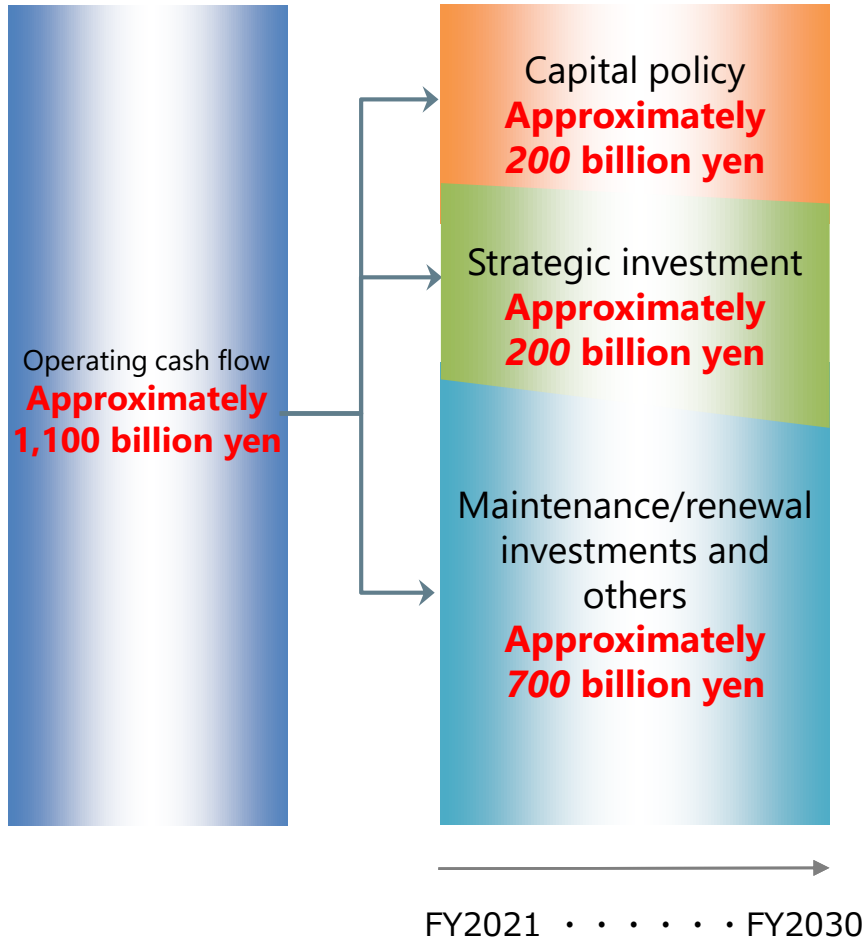 Operating cash flow
Approximately
1,100 billion yen
Capital policy
Approximately
200 billion yen
Strategic investment
Approximately
200 billion yen
Maintenance/renewal
investments and
others
Approximately
700 billion yen
FY2021 ・・・・・・FY2030